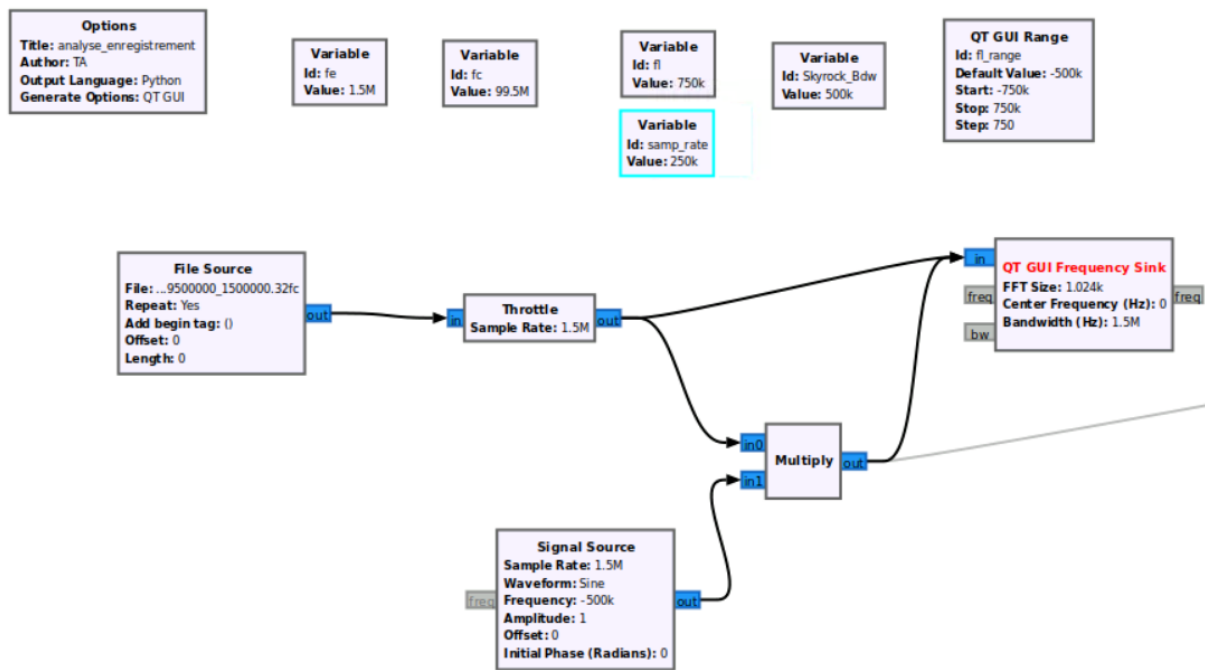 Options
Title: analyse_enregistrement
Author: TA
Output Language: Python
Generate Options: QT GUI
Variable
Id: fe
Value: 1.5M
Variable
Id: fc
Value: 99.5M
Variable
Id: fl
Value: 750k
Variable
Id: Skyrock_Bdw
Value: 500k
QT GUI Range
Id: fl_range
Default Value: -500k
Start: -750k
Stop: 750k
Step: 750
Variable
Id: samp_rate
Value: 250k
File Source
File: ...9500000_1500000.32fc
Repeat: Yes
Add begin tag: ()
Offset: 0
Length: 0
out
in
Throttle
Sample Rate: 1.5M
out
in
freq
bw
QT GUI Frequency Sink
FFT Size: 1.024k
Center Frequency (Hz): 0
Bandwidth (Hz): 1.5M
freq
in0
in1
Multiply
out
freq
Signal Source
Sample Rate: 1.5M
Waveform: Sine
Frequency: -500k
Amplitude: 1
Offset: 0
Initial Phase (Radians): 0
out